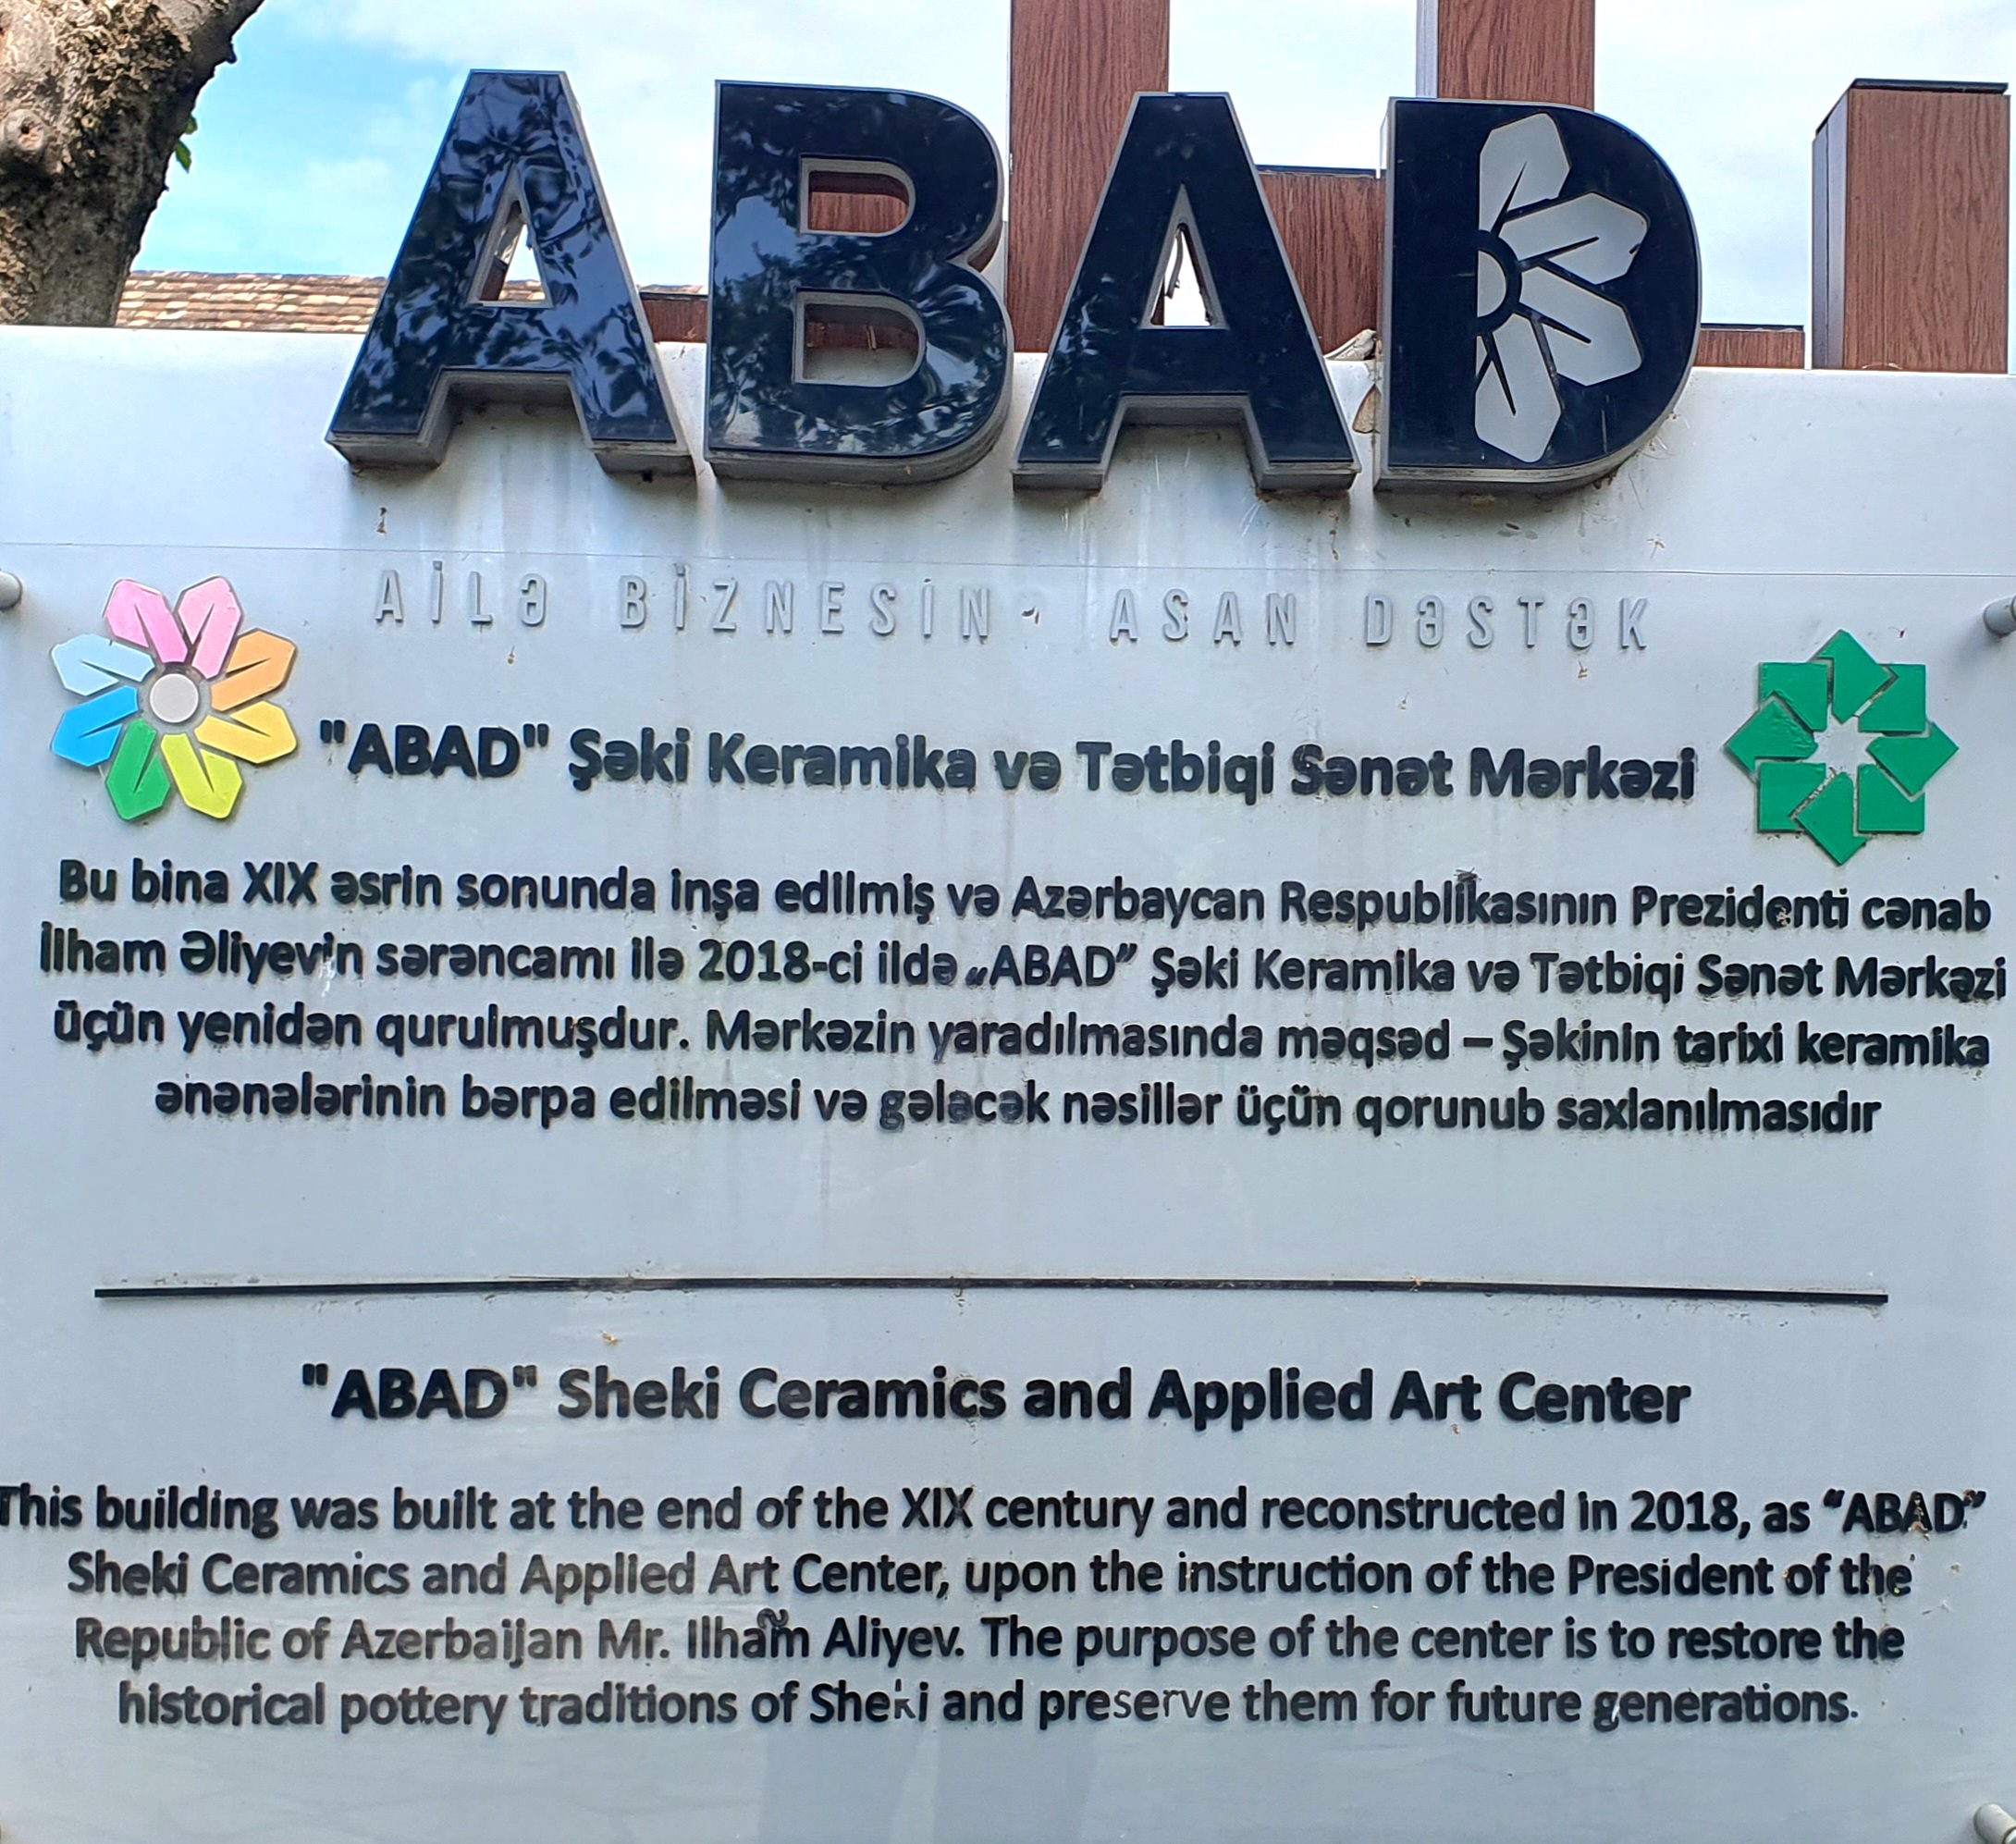 ABAD
AİLƏ BİZNESİN- ASAN DƏSTƏK
"ABAD" Şəki Keramika və Tətbiqi Sənət Mərkəzi
Bu bina XIX əsrin sonunda inşa edilmiş və Azərbaycan Respublikasının Prezidenti cənab
İlham Əliyevin sərəncamı ilə 2018-ci ildə „ABAD” Şəki Keramika və Tətbiqi Sənət Mərkəzi
üçün yenidən qurulmuşdur. Mərkəzin yaradılmasında məqsəd – Şəkinin tarixi keramika
ənənələrinin bərpa edilməsi və gələcək nəsillər üçün qorunub saxlanılmasıdır
"ABAD" Sheki Ceramics and Applied Art Center
This building was built at the end of the XIX century and reconstructed in 2018, as “ABAD”
Sheki Ceramics and Applied Art Center, upon the instruction of the President of the
Republic of Azerbaijan Mr. Ilham Aliyev. The purpose of the center is to restore the
historical pottery traditions of Sheki and preserve them for future generations.